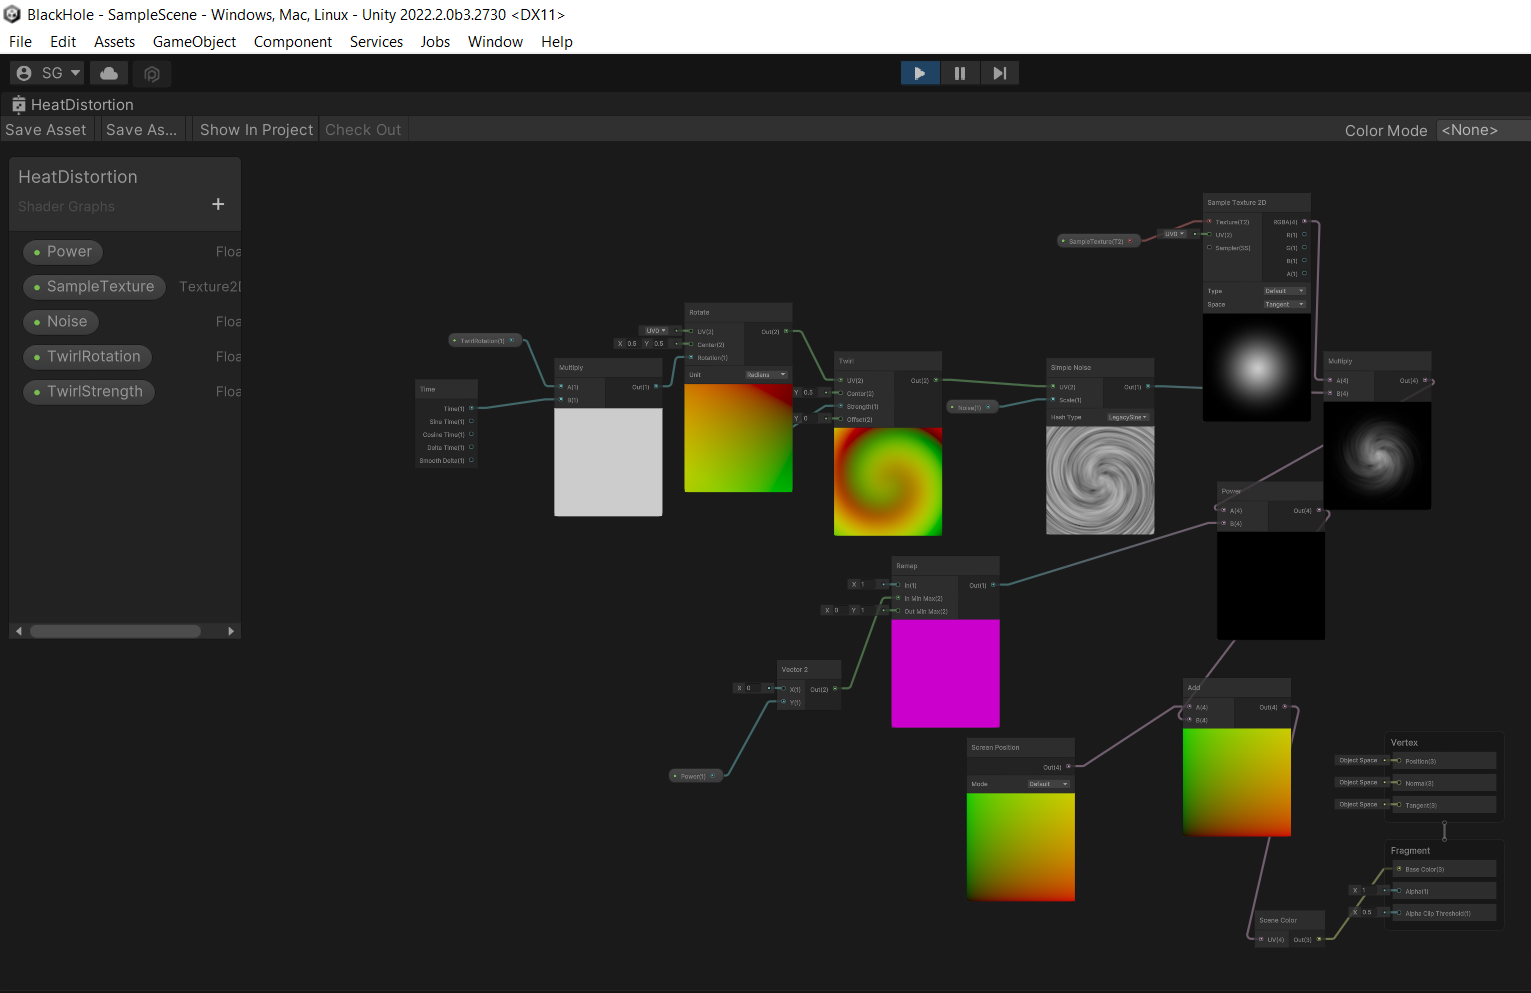 BlackHole - SampleScene - Windows, Mac, Linux - Unity 2022.2.0b3.2730 <DX11>
File Edit Assets GameObject Component Services Jobs Window Help
SG
HeatDistortion
Save Asset Save As... Show In Project Check Out Color Mode <None>
HeatDistortion
Shader Graphs +
Power Floa
SampleTexture Texture2D
Noise Floa
TwirlRotation Floa
TwirlStrength Floa
TwirlRotation(1)
Time
Time(1)
Sine Time(1)
Cosine Time(1)
Delta Time(1)
Smooth Delta(1)
Multiply
A(1) Out(1)
B(1)
Rotate
UV0 UV(2) Out(2)
X 0.5 Y 0.5 Center(2)
Rotation(1)
Unit Radians
Twirl
UV(2) Out(2)
Y 0.5 Center(2)
Strength(1)
Y 0 Offset(2)
Noise(1)
Simple Noise
UV(2) Out(1)
Scale(1)
Hash Type LegacySine
SampleTexture(T2)
Sample Texture 2D
Texture(T2) RGBA(4)
UV0 UV(2) R(1)
Sampler(SS) G(1)
B(1)
A(1)
Type Default
Space Tangent
Multiply
A(4) Out(4)
B(4)
Power
A(4) Out(4)
B(4)
Remap
X 1 In(1) Out(1)
In Min Max(2)
X 0 Y 1 Out Min Max(2)
Vector 2
X 0 X(1) Out(2)
Y(1)
Power(1)
Screen Position
Out(4)
Mode Default
Add
A(4) Out(4)
B(4)
Vertex
Object Space Position(3)
Object Space Normal(3)
Object Space Tangent(3)
Fragment
Base Color(3)
X 1 Alpha(1)
X 0.5 Alpha Clip Threshold(1)
Scene Color
UV(4) Out(3)